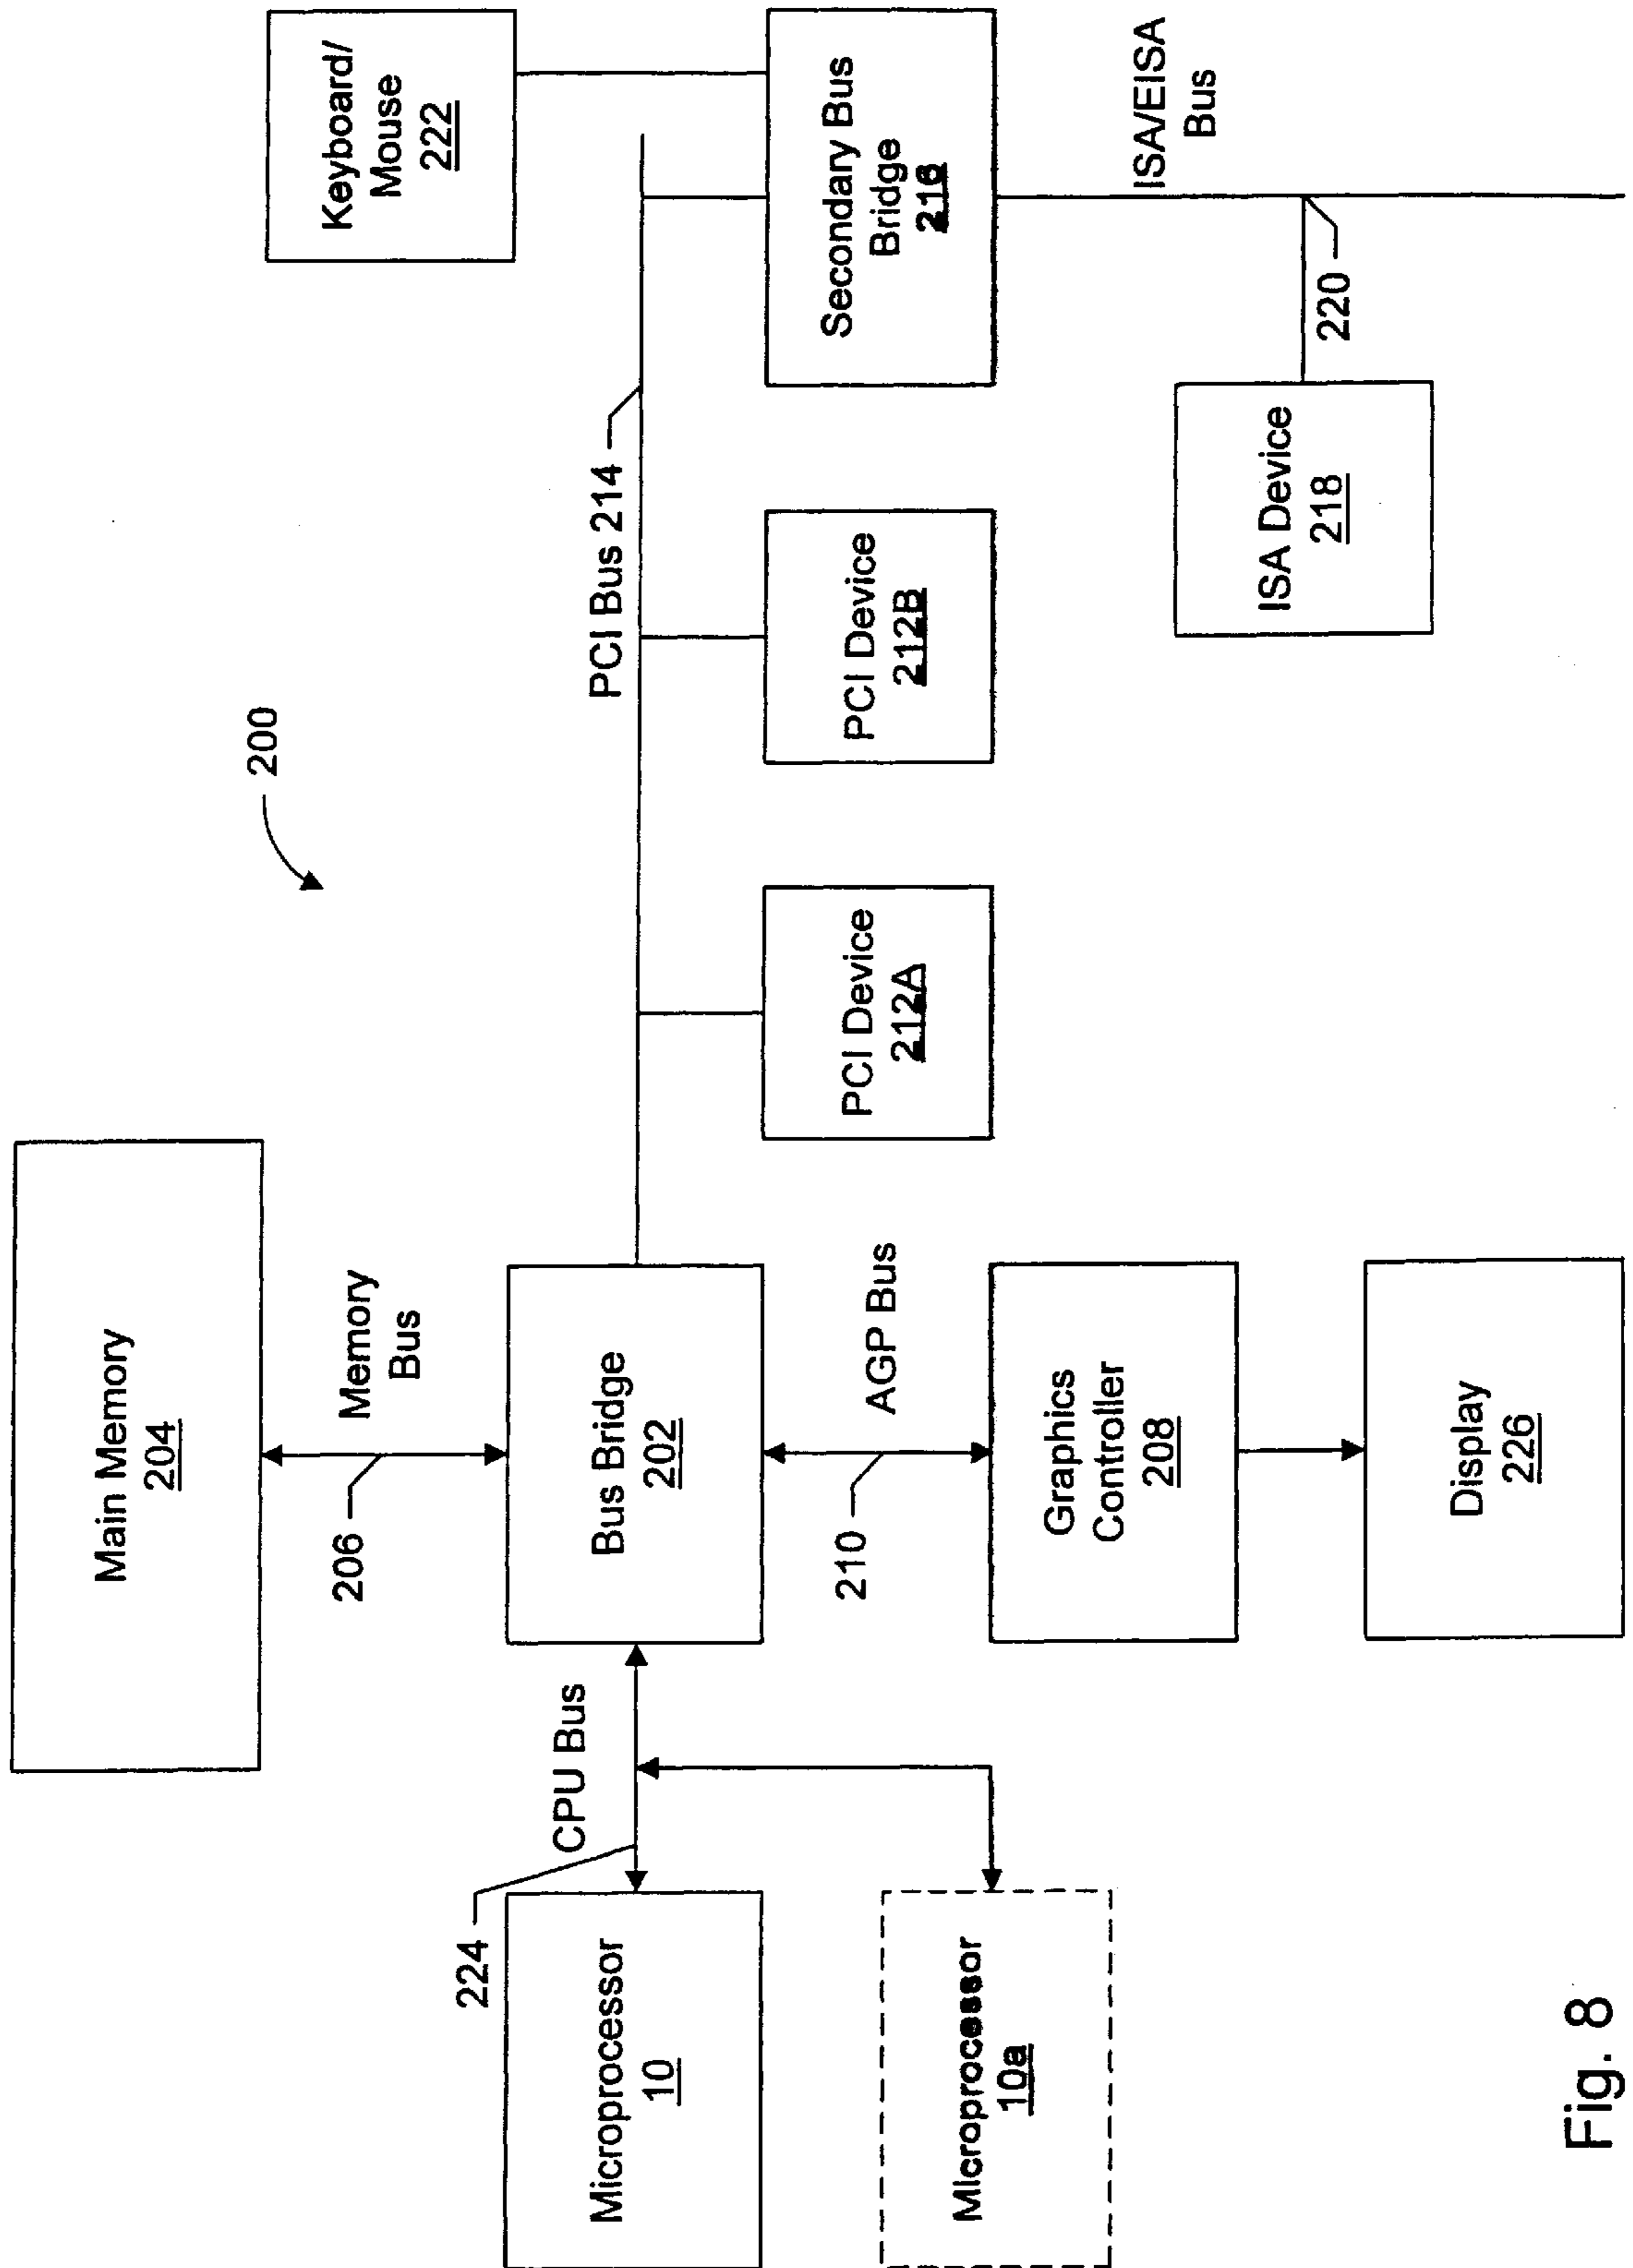 Main Memory
204
200
Keyboard/
Mouse
222
206
Memory
Bus
224
CPU Bus
PCI Bus 214
Microprocessor
10
Bus Bridge
202
PCI Device
212A
PCI Device
212B
Secondary Bus
Bridge
216
210
AGP Bus
Microprocessor
10a
Graphics
Controller
208
ISA Device
218
220
ISA/EISA
Bus
Display
226
Fig. 8